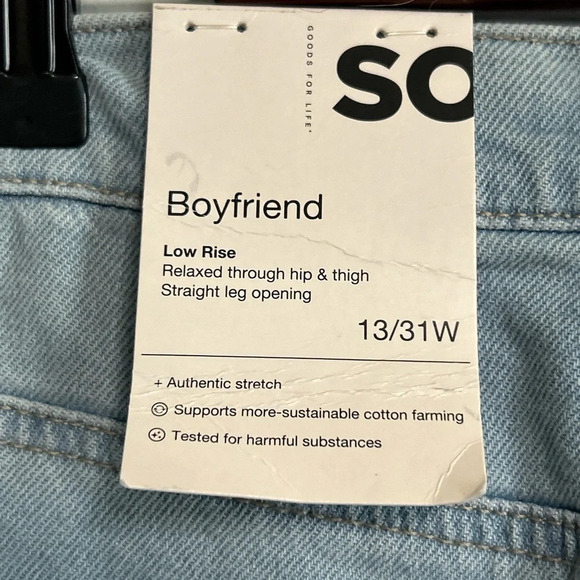 GOODS FOR LIFE™
SO
Boyfriend
Low Rise
Relaxed through hip & thigh
Straight leg opening
13/31W
+ Authentic stretch
Supports more-sustainable cotton farming
Tested for harmful substances